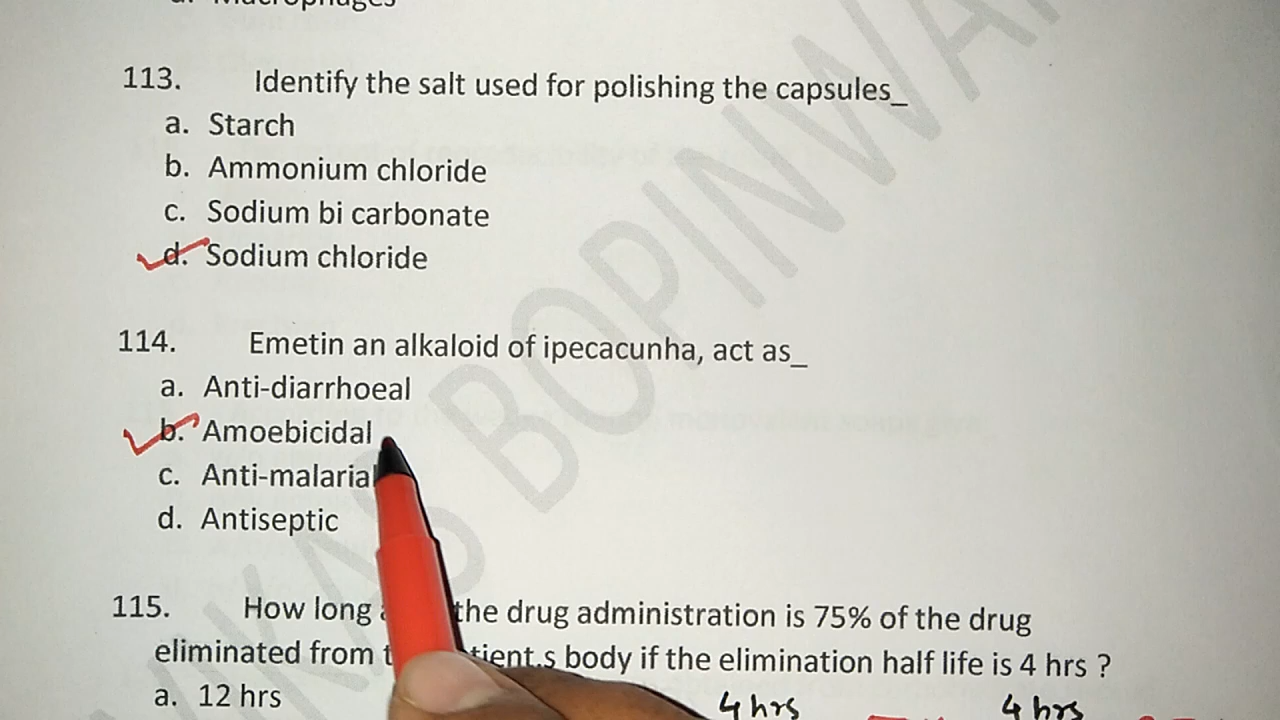 113. Identify the salt used for polishing the capsules_
a. Starch
b. Ammonium chloride
c. Sodium bi carbonate
d. Sodium chloride
114. Emetin an alkaloid of ipecacunha, act as_
a. Anti-diarrhoeal
b. Amoebicidal
c. Anti-malarial
d. Antiseptic
115. How long the drug administration is 75% of the drug
eliminated from body if the elimination half life is 4 hrs ?
a. 12 hrs
4 hrs 4 hrs